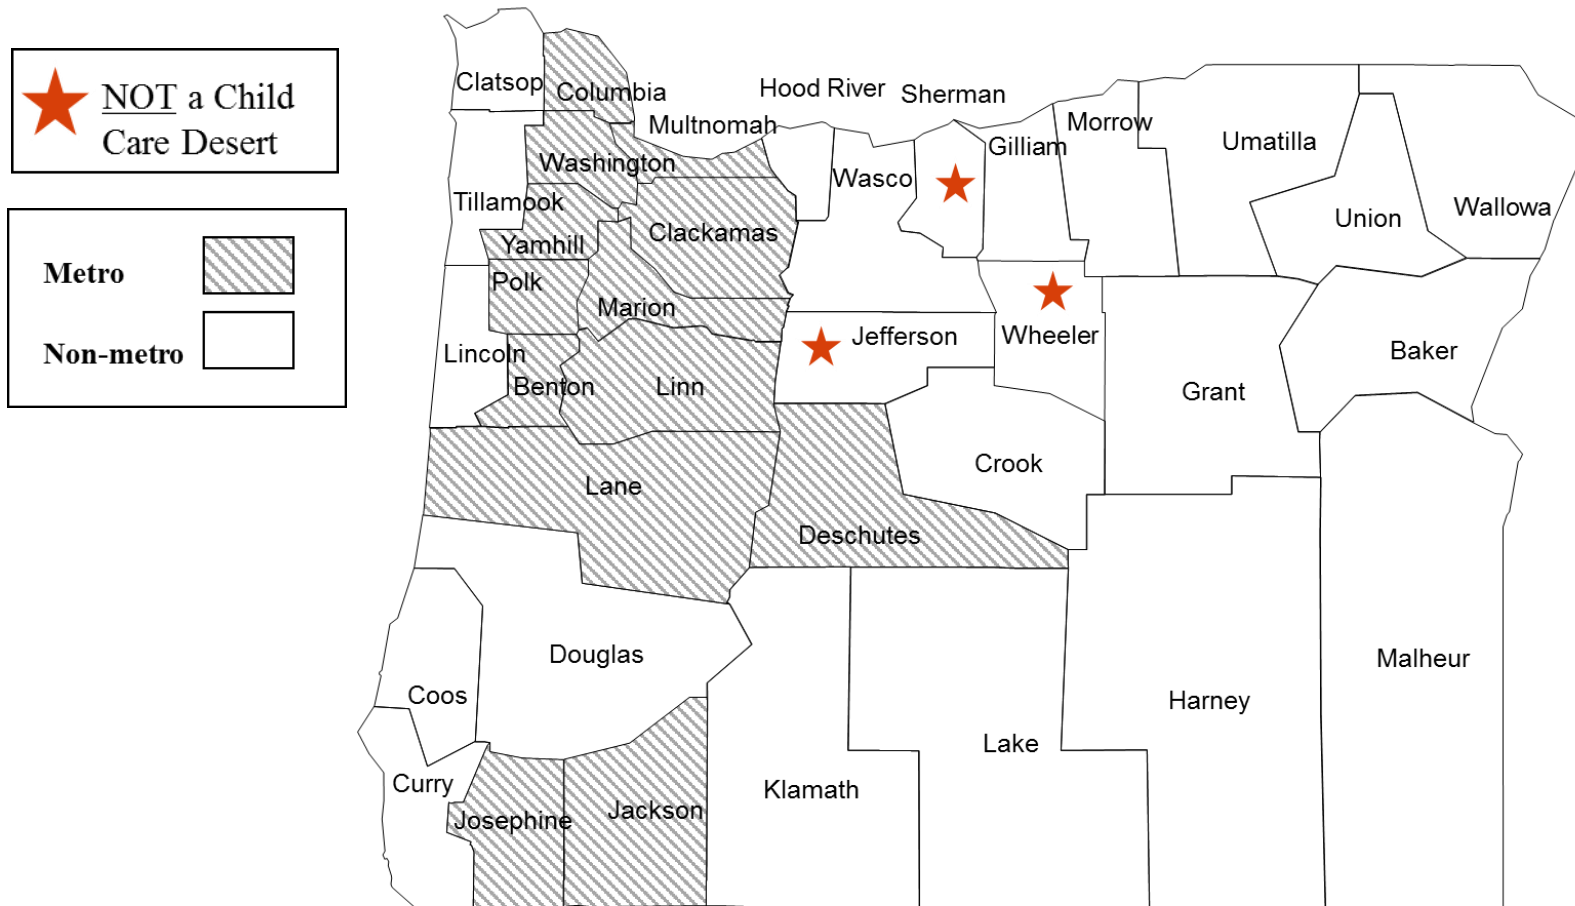 NOT a Child
Care Desert
Metro
Non-metro
Clatsop
Columbia
Hood River
Sherman
Multnomah
Morrow
Gilliam
Umatilla
Washington
Wasco
Tillamook
Union
Wallowa
Clackamas
Yamhill
Polk
Marion
Jefferson
Wheeler
Lincoln
Baker
Benton
Linn
Grant
Crook
Lane
Deschutes
Douglas
Malheur
Coos
Harney
Lake
Curry
Klamath
Josephine
Jackson